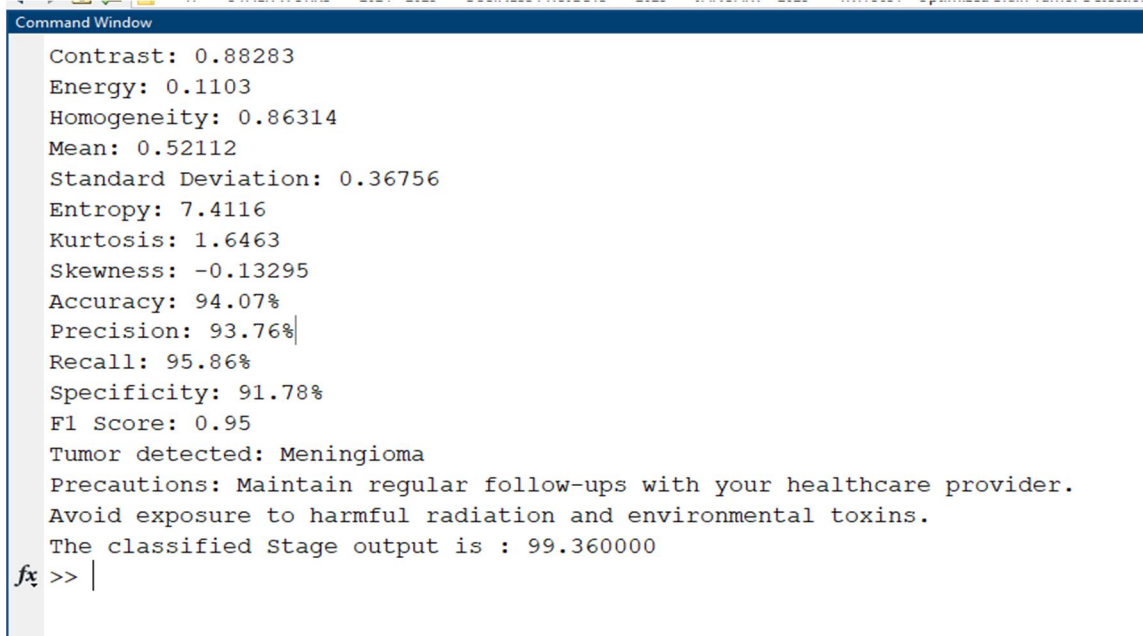 Command Window
Contrast: 0.88283
Energy: 0.1103
Homogeneity: 0.86314
Mean: 0.52112
Standard Deviation: 0.36756
Entropy: 7.4116
Kurtosis: 1.6463
Skewness: -0.13295
Accuracy: 94.07%
Precision: 93.76%
Recall: 95.86%
Specificity: 91.78%
F1 Score: 0.95
Tumor detected: Meningioma
Precautions: Maintain regular follow-ups with your healthcare provider.
Avoid exposure to harmful radiation and environmental toxins.
The classified Stage output is : 99.360000
fx >>